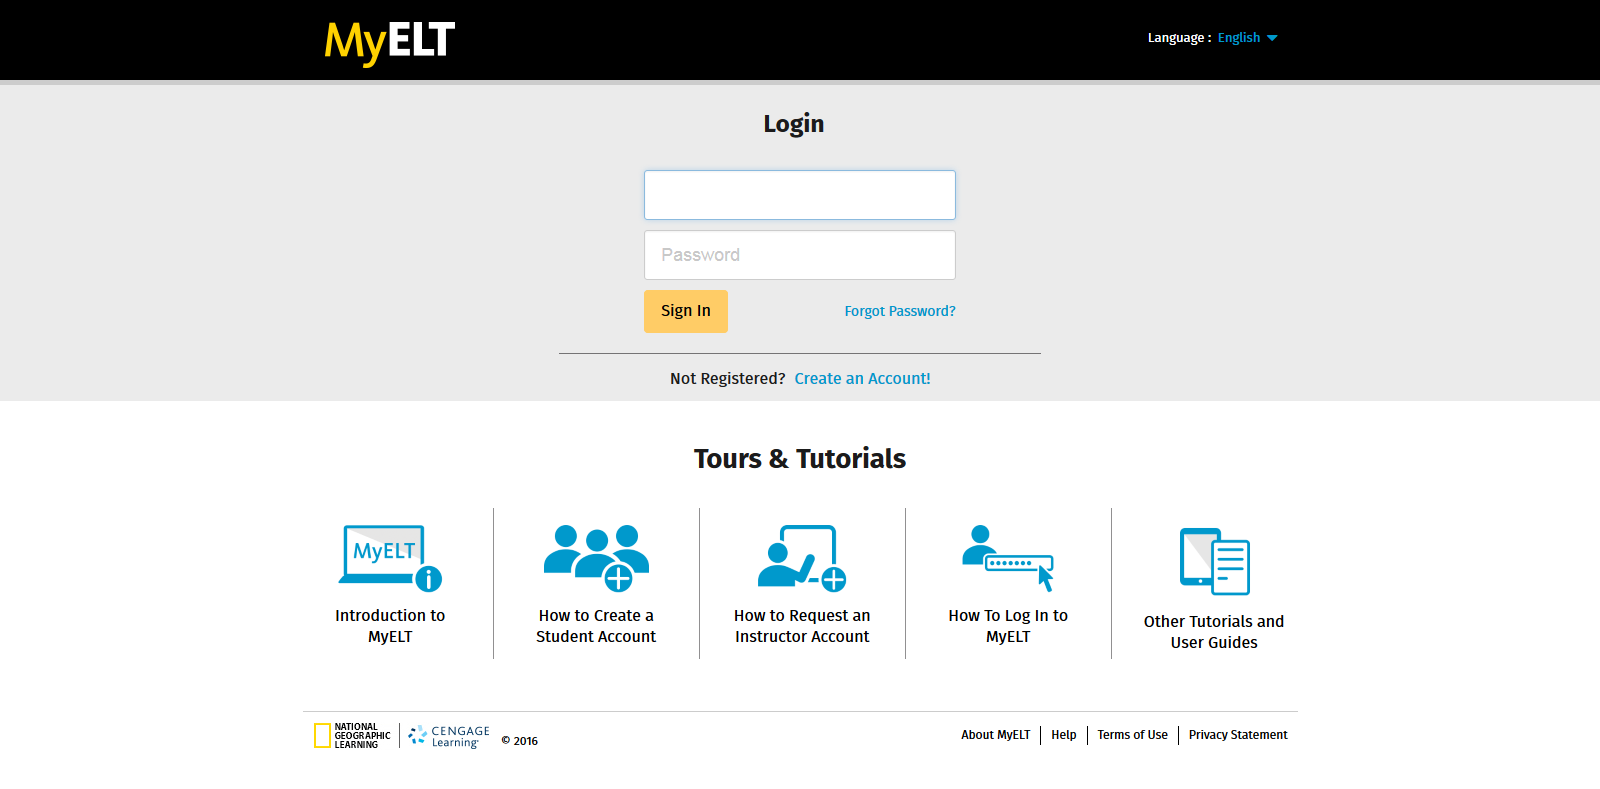 MyELT
Language : English
Login
Password
Sign In
Forgot Password?
Not Registered? Create an Account!
Tours & Tutorials
MyELT
Introduction to
MyELT
How to Create a
Student Account
How to Request an
Instructor Account
How To Log In to
MyELT
Other Tutorials and
User Guides
NATIONAL
GEOGRAPHIC
LEARNING
CENGAGE
Learning®
© 2016
About MyELT
Help
Terms of Use
Privacy Statement